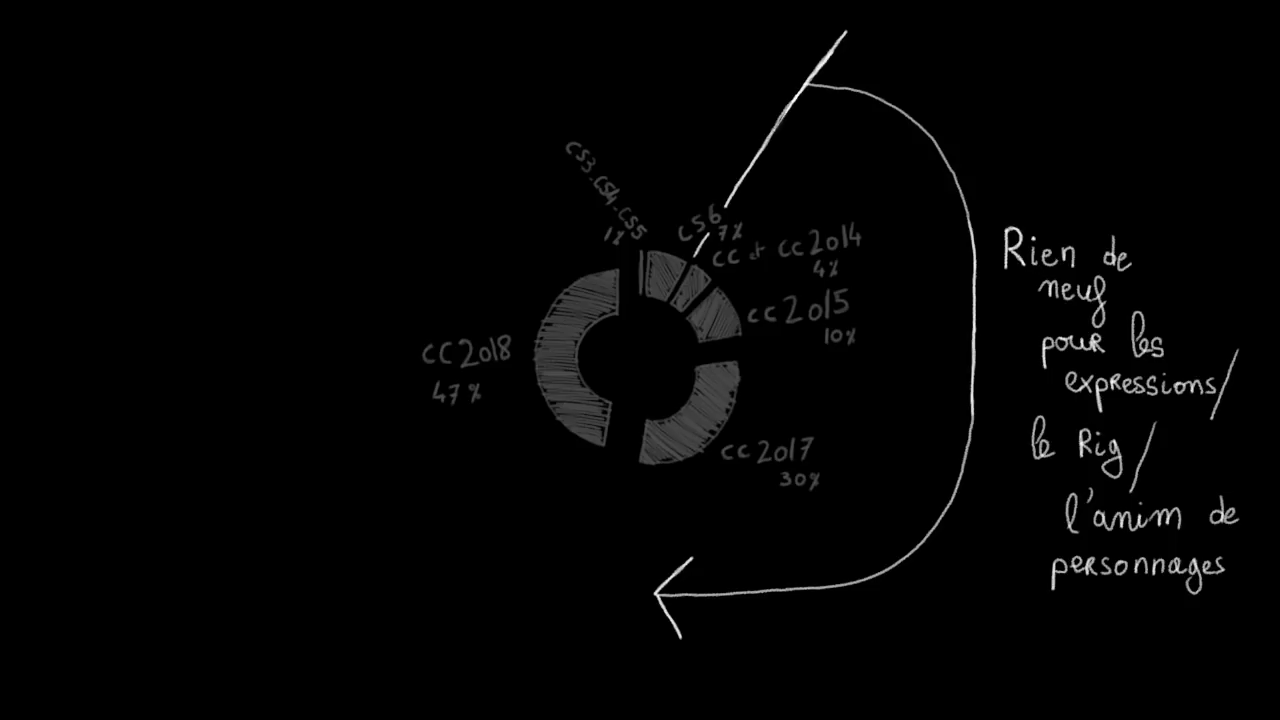 CS3.CS4.CS5
1%
CS6
7%
CC et CC2014
4%
CC2015
10%
CC2018
47%
CC2017
30%
Rien de
neuf
pour les
expressions/
le Rig/
l'anim de
personnages